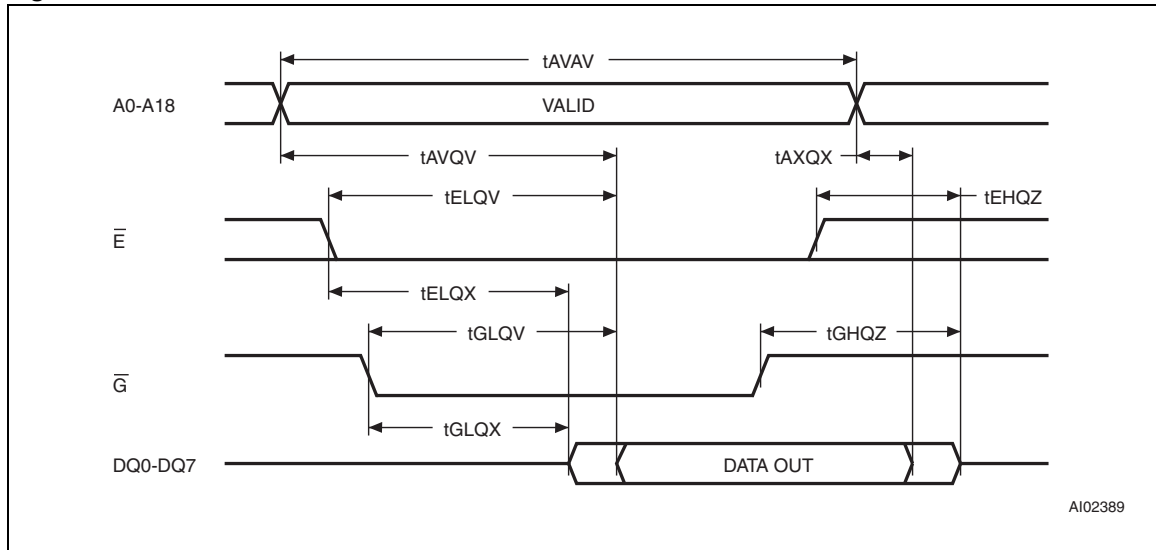 tAVAV
A0-A18
VALID
tAVQV
tAXQX
tELQV
tEHQZ
E̅
tELQX
tGLQV
tGHQZ
G̅
tGLQX
DQ0-DQ7
DATA OUT
AI02389